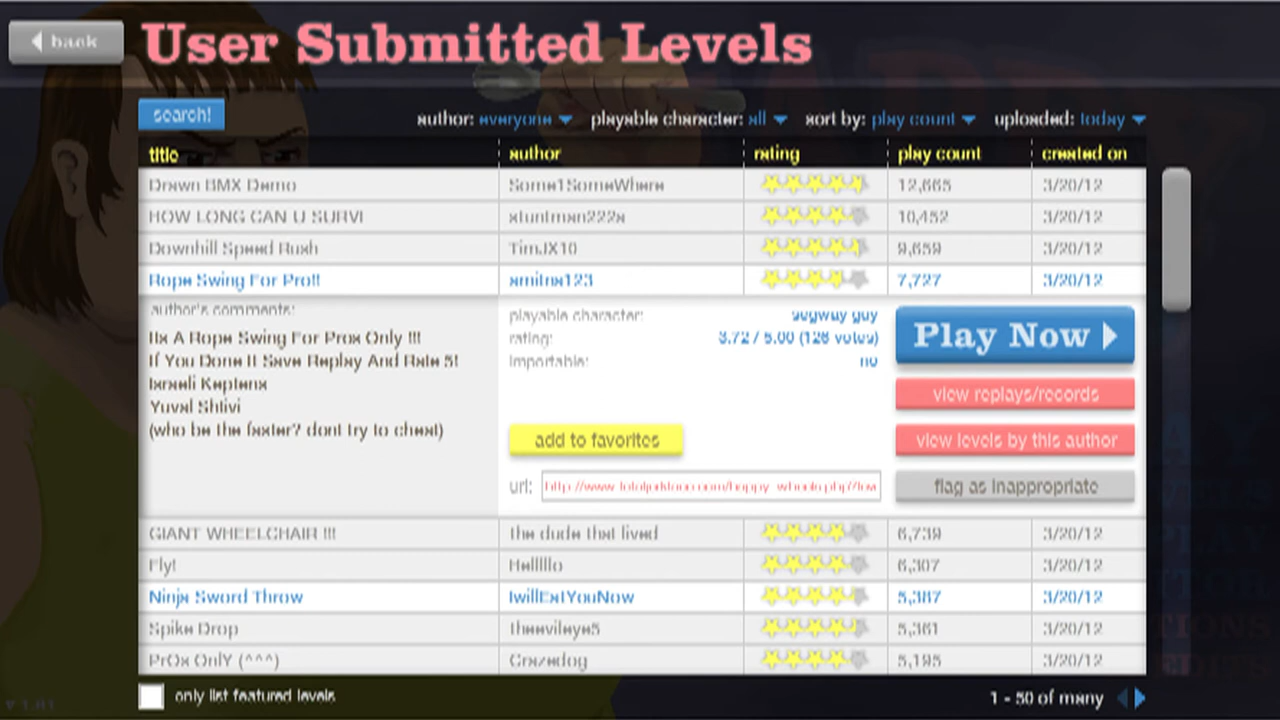 back
User Submitted Levels
search!
author: everyone playable character: all sort by: play count uploaded: today
title author rating play count created on
Drawn BMX Demo Some1SomeWhere 12,665 3/20/12
HOW LONG CAN U SURVI stuntman222a 10,452 3/20/12
Downhill Speed Rush TimJX10 9,659 3/20/12
Rope Swing For Pro!! 7,727 3/20/12
author's comments:
Its A Rope Swing For Pros Only !!!
If You Done It Save Replay And Rate 5!
Israeli Kaptens
Yuval Shlivi
(who be the faster? dont try to cheat)
playable character: segway guy
rating: 3.72 / 5.00 (126 votes)
importable: no
add to favorites
url:
Play Now
view replays/records
view levels by this author
flag as inappropriate
GIANT WHEELCHAIR !!! the dude that lived 6,739 3/20/12
Fly! Hellllllo 6,307 3/20/12
Ninja Sword Throw IwillEatYouNow 5,387 3/20/12
Spike Drop theevileye5 5,361 3/20/12
PrOx OnlY (^^^) Crazedog 5,195 3/20/12
only list featured levels
1 - 50 of many